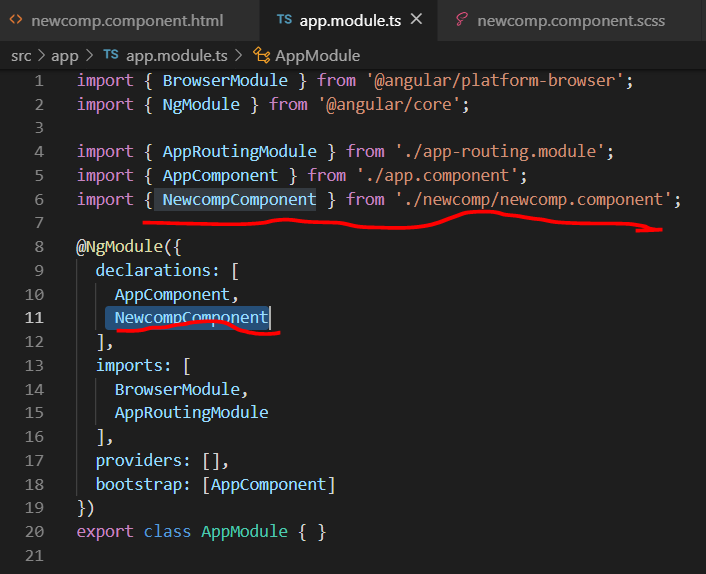 newcomp.component.html TS app.module.ts newcomp.component.scss
src > app > TS app.module.ts > AppModule
1 import { BrowserModule } from '@angular/platform-browser';
2 import { NgModule } from '@angular/core';
3
4 import { AppRoutingModule } from './app-routing.module';
5 import { AppComponent } from './app.component';
6 import { NewcompComponent } from './newcomp/newcomp.component';
7
8 @NgModule({
9 declarations: [
10 AppComponent,
11 NewcompComponent
12 ],
13 imports: [
14 BrowserModule,
15 AppRoutingModule
16 ],
17 providers: [],
18 bootstrap: [AppComponent]
19 })
20 export class AppModule { }
21